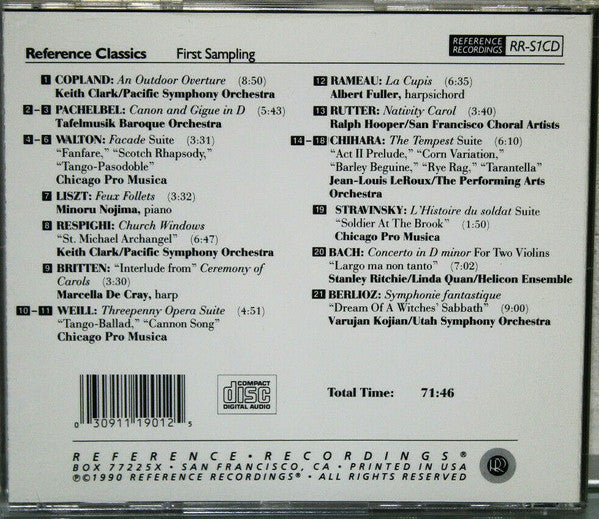 Reference Classics First Sampling
REFERENCE
RECORDINGS RR-S1CD
1 COPLAND: An Outdoor Overture (8:50)
Keith Clark/Pacific Symphony Orchestra
2–3 PACHELBEL: Canon and Gigue in D (5:43)
Tafelmusik Baroque Orchestra
4–6 WALTON: Facade Suite (3:31)
"Fanfare," "Scotch Rhapsody,"
"Tango-Pasodoble"
Chicago Pro Musica
7 LISZT: Feux Follets (3:32)
Minoru Nojima, piano
8 RESPIGHI: Church Windows
"St. Michael Archangel" (6:47)
Keith Clark/Pacific Symphony Orchestra
9 BRITTEN: "Interlude from" Ceremony of
Carols (3:30)
Marcella De Cray, harp
10–11 WEILL: Threepenny Opera Suite (4:51)
"Tango-Ballad," "Cannon Song"
Chicago Pro Musica
12 RAMEAU: La Cupis (6:35)
Albert Fuller, harpsichord
13 RUTTER: Nativity Carol (3:40)
Ralph Hooper/San Francisco Choral Artists
14–18 CHIHARA: The Tempest Suite (6:10)
"Act II Prelude," "Corn Variation,"
"Barley Beguine," "Rye Rag," "Tarantella"
Jean-Louis LeRoux/The Performing Arts
Orchestra
19 STRAVINSKY: L'Histoire du soldat Suite
"Soldier At The Brook" (1:50)
Chicago Pro Musica
20 BACH: Concerto in D minor For Two Violins
"Largo ma non tanto" (7:02)
Stanley Ritchie/Linda Quan/Helicon Ensemble
21 BERLIOZ: Symphonie fantastique
"Dream Of A Witches' Sabbath" (9:00)
Varujan Kojian/Utah Symphony Orchestra
0 30911 19012 5
COMPACT
disc
DIGITAL AUDIO
Total Time: 71:46
REFERENCE • RECORDINGS®
BOX 77225X • SAN FRANCISCO, CA • PRINTED IN USA
℗©1990 REFERENCE RECORDINGS® • ALL RIGHTS RESERVED